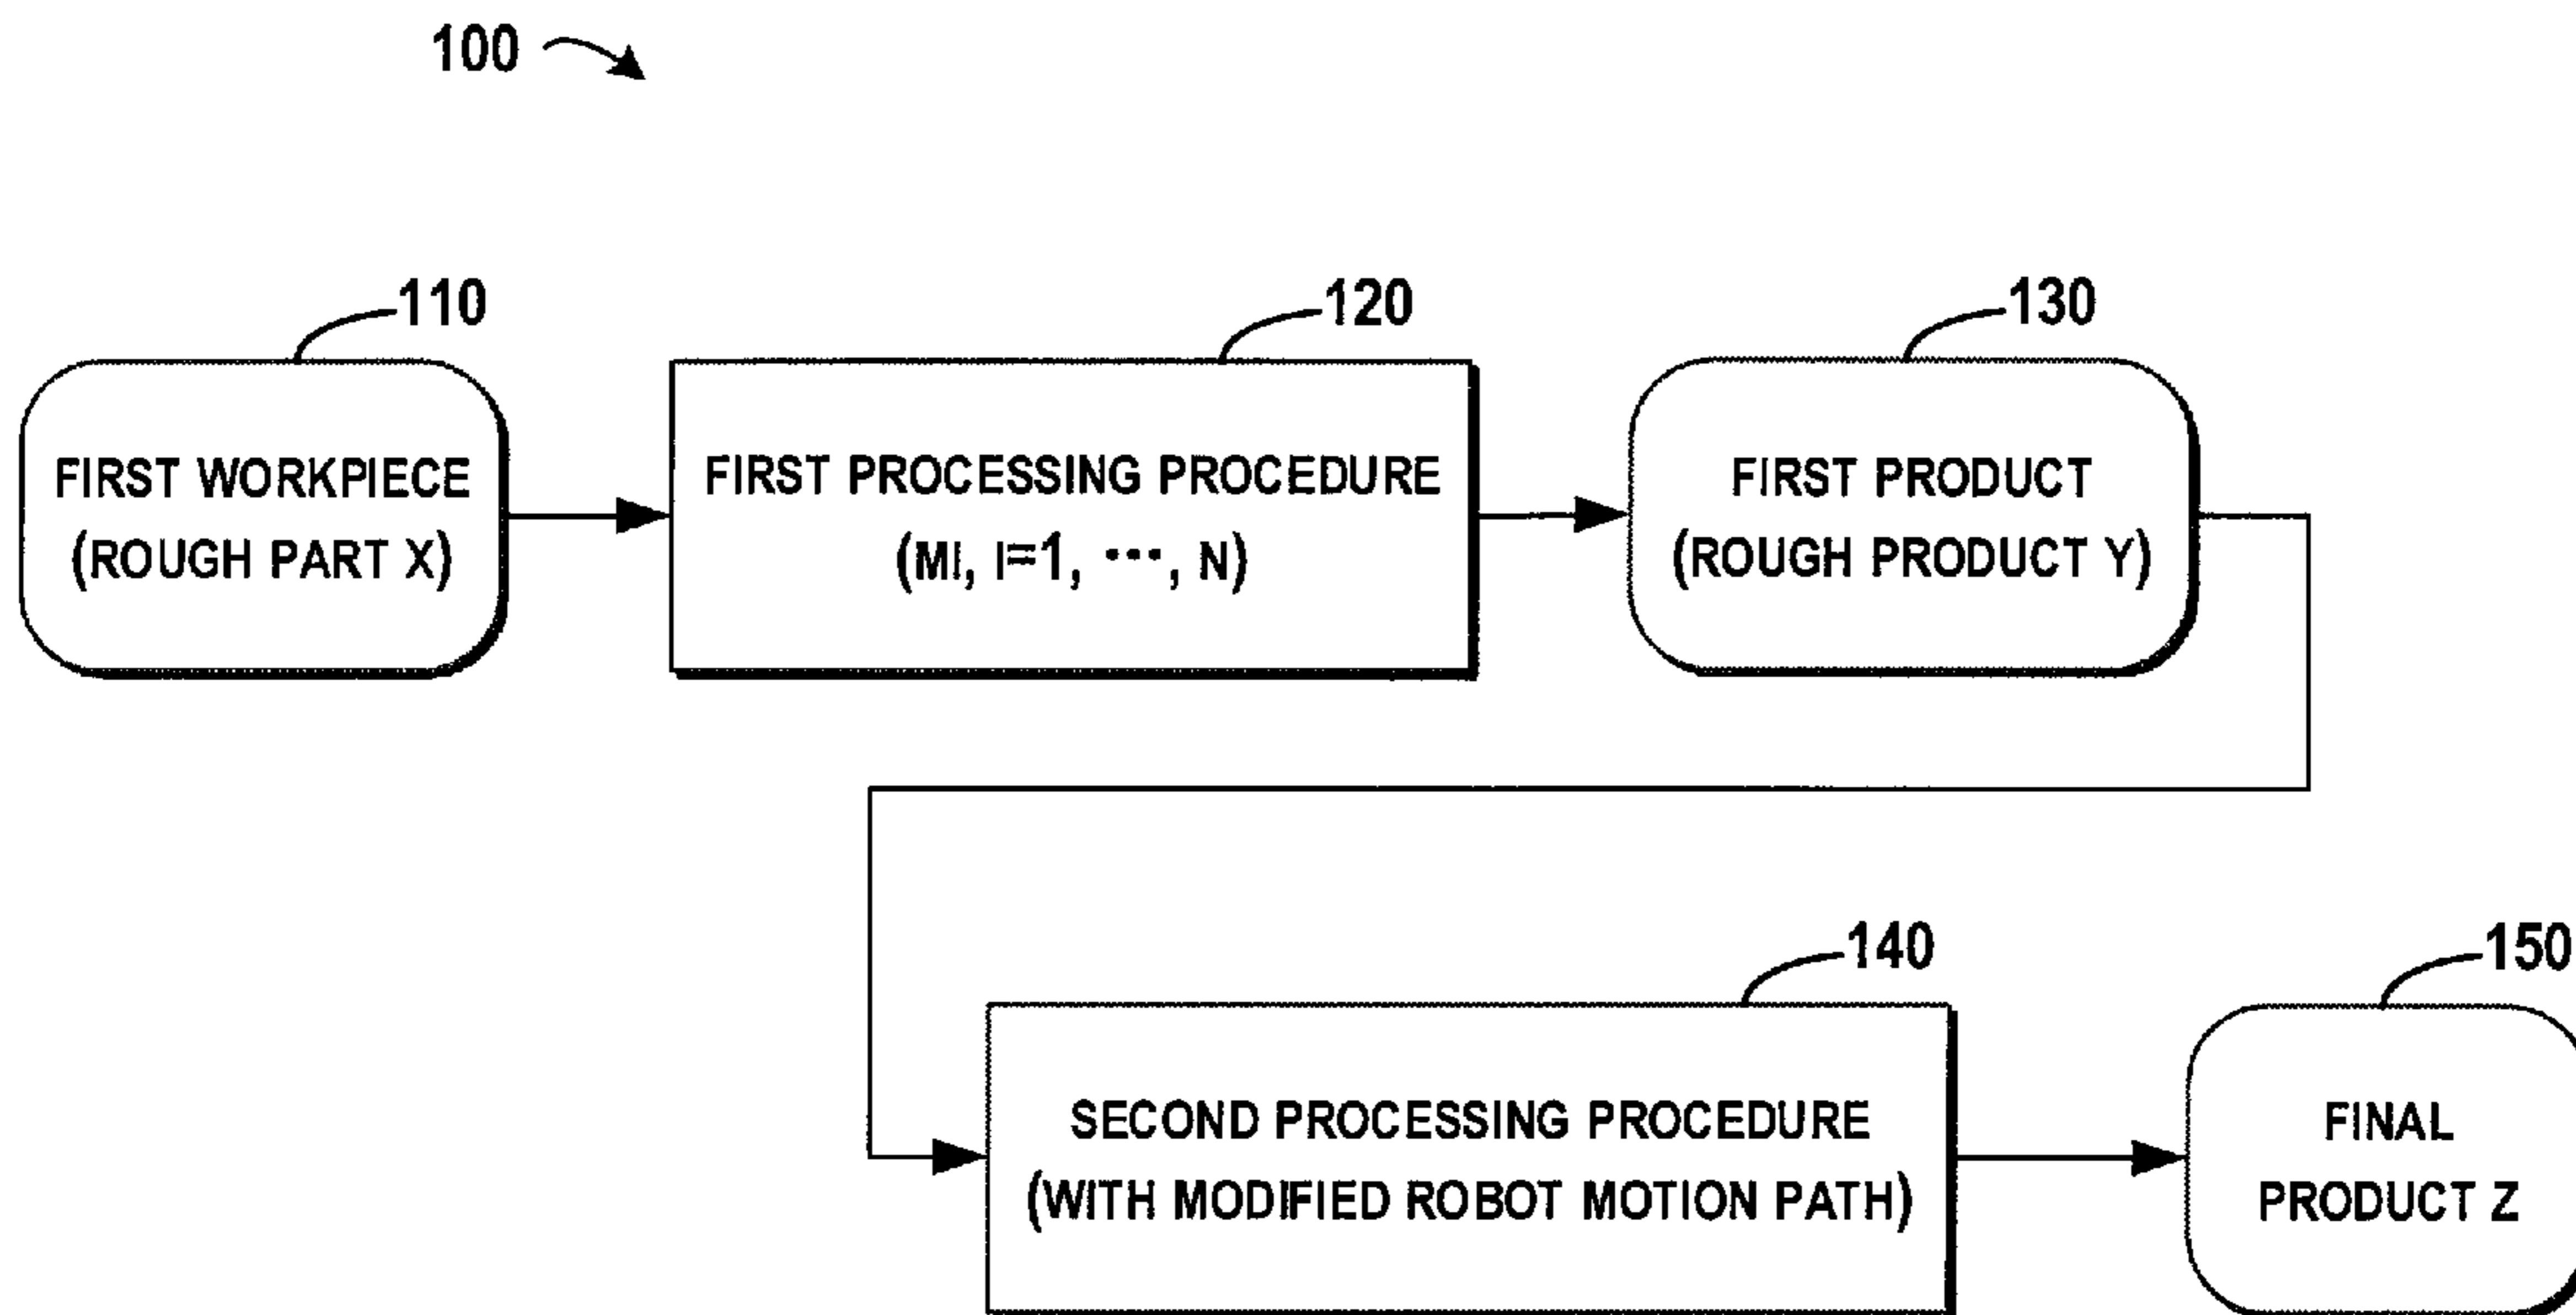 100
110
120
130
FIRST WORKPIECE
(ROUGH PART X)
FIRST PROCESSING PROCEDURE
(MI, I=1, ···, N)
FIRST PRODUCT
(ROUGH PRODUCT Y)
140
150
SECOND PROCESSING PROCEDURE
(WITH MODIFIED ROBOT MOTION PATH)
FINAL
PRODUCT Z